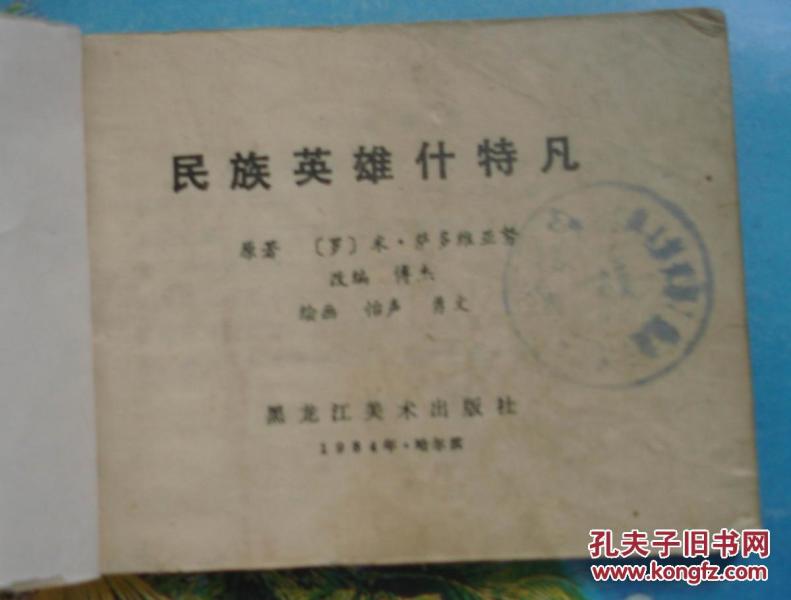 民族英雄什特凡
原著 〔罗〕米·萨多维亚努
改编 傅杰
绘画 怡声 勇文
黑龙江美术出版社
1984年·哈尔滨
孔夫子旧书网
www.kongfz.com